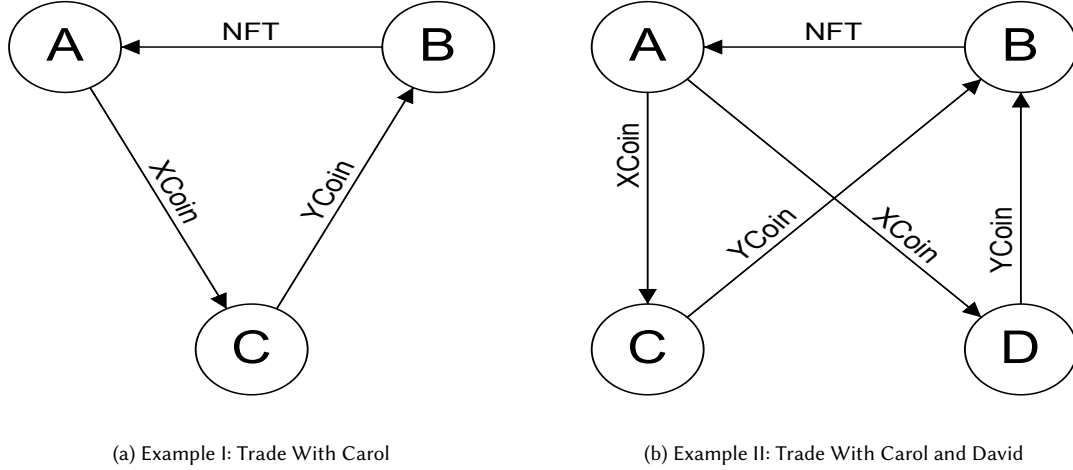 A
NFT
B
XCoin
YCoin
C
(a) Example I: Trade With Carol
A
NFT
B
XCoin
YCoin
XCoin
YCoin
C
D
(b) Example II: Trade With Carol and David